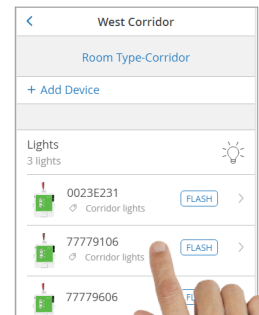 West Corridor
Room Type-Corridor
+ Add Device
Lights
3 lights
0023E231
Corridor lights
FLASH
77779106
Corridor lights
FLASH
77779606